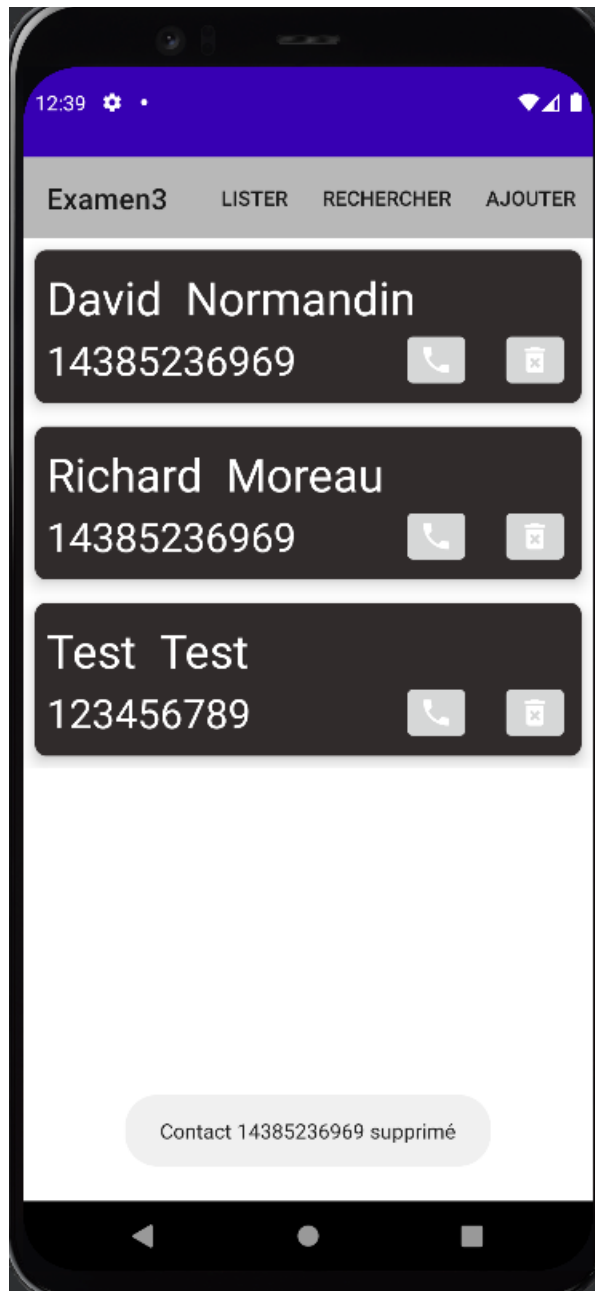 12:39
Examen3 LISTER RECHERCHER AJOUTER
David Normandin
14385236969
Richard Moreau
14385236969
Test Test
123456789
Contact 14385236969 supprimé